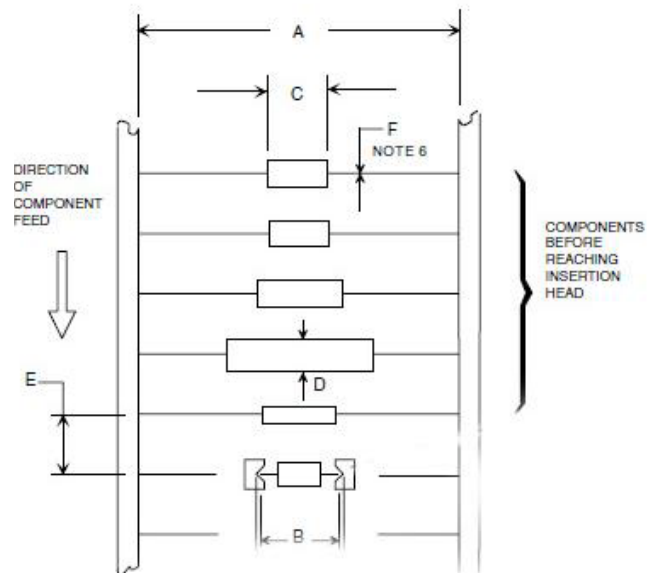 A
C
F
NOTE 6
DIRECTION
OF
COMPONENT
FEED
COMPONENTS
BEFORE
REACHING
INSERTION
HEAD
E
D
B